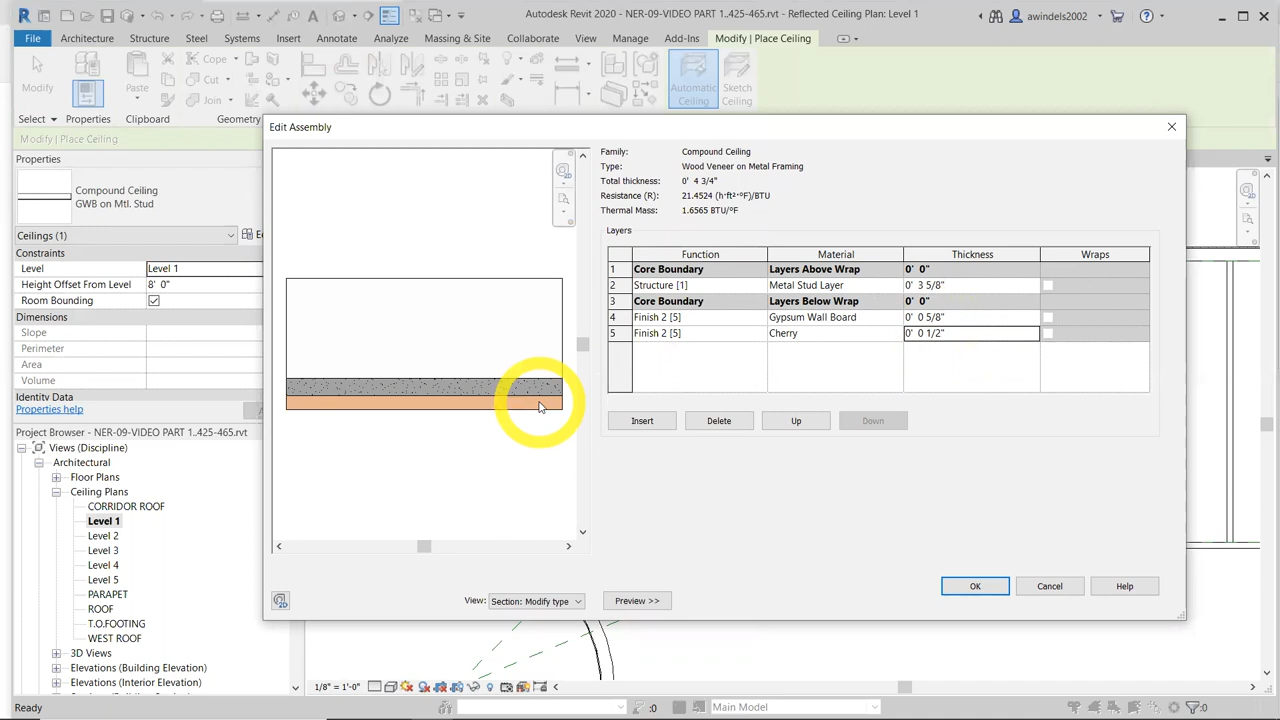 Autodesk Revit 2020 - NER-09-VIDEO PART 1..425-465.rvt - Reflected Ceiling Plan: Level 1
awindels2002
File Architecture Structure Steel Systems Insert Annotate Analyze Massing & Site Collaborate View Manage Add-Ins Modify | Place Ceiling
Modify
Paste
Cope
Cut
Join
Automatic Ceiling
Sketch Ceiling
Select Properties Clipboard Geometry
Modify | Place Ceiling
Edit Assembly
Properties
Compound Ceiling
GWB on Mtl. Stud
Ceilings (1)
Constraints
Level Level 1
Height Offset From Level 8' 0"
Room Bounding
Dimensions
Slope
Perimeter
Area
Volume
Identity Data
Properties help
Project Browser - NER-09-VIDEO PART 1..425-465.rvt
Views (Discipline)
Architectural
Floor Plans
Ceiling Plans
CORRIDOR ROOF
Level 1
Level 2
Level 3
Level 4
Level 5
PARAPET
ROOF
T.O.FOOTING
WEST ROOF
3D Views
Elevations (Building Elevation)
Family: Compound Ceiling
Type: Wood Veneer on Metal Framing
Total thickness: 0' 4 3/4"
Resistance (R): 21.4524 (h·ft²·ºF)/BTU
Thermal Mass: 1.6565 BTU/ºF
Layers
Function Material Thickness Wraps
1 Core Boundary Layers Above Wrap 0' 0"
2 Structure [1] Metal Stud Layer 0' 3 5/8"
3 Core Boundary Layers Below Wrap 0' 0"
4 Finish 2 [5] Gypsum Wall Board 0' 0 5/8"
5 Finish 2 [5] Cherry 0' 0 1/2"
Insert Delete Up Down
View: Section: Modify type Preview >>
OK Cancel Help
1/8" = 1'-0"
Ready
:0
Main Model
:0